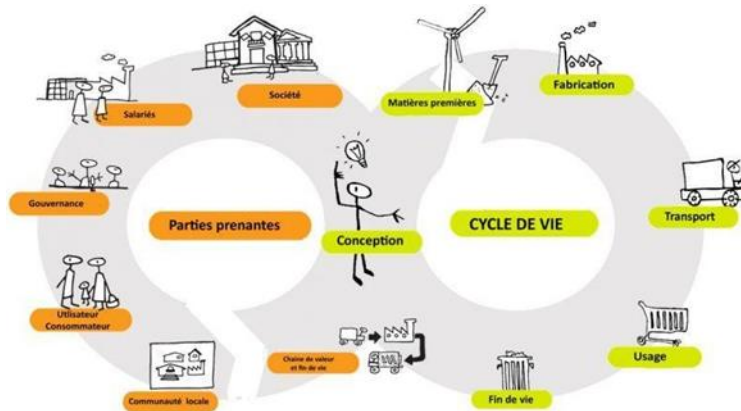 Société
Salariés
Matières premières
Fabrication
Gouvernance
Parties prenantes
Conception
CYCLE DE VIE
Transport
Utilisateur
Consommateur
Chaine de valeur
et fin de vie
Communauté locale
Fin de vie
Usage